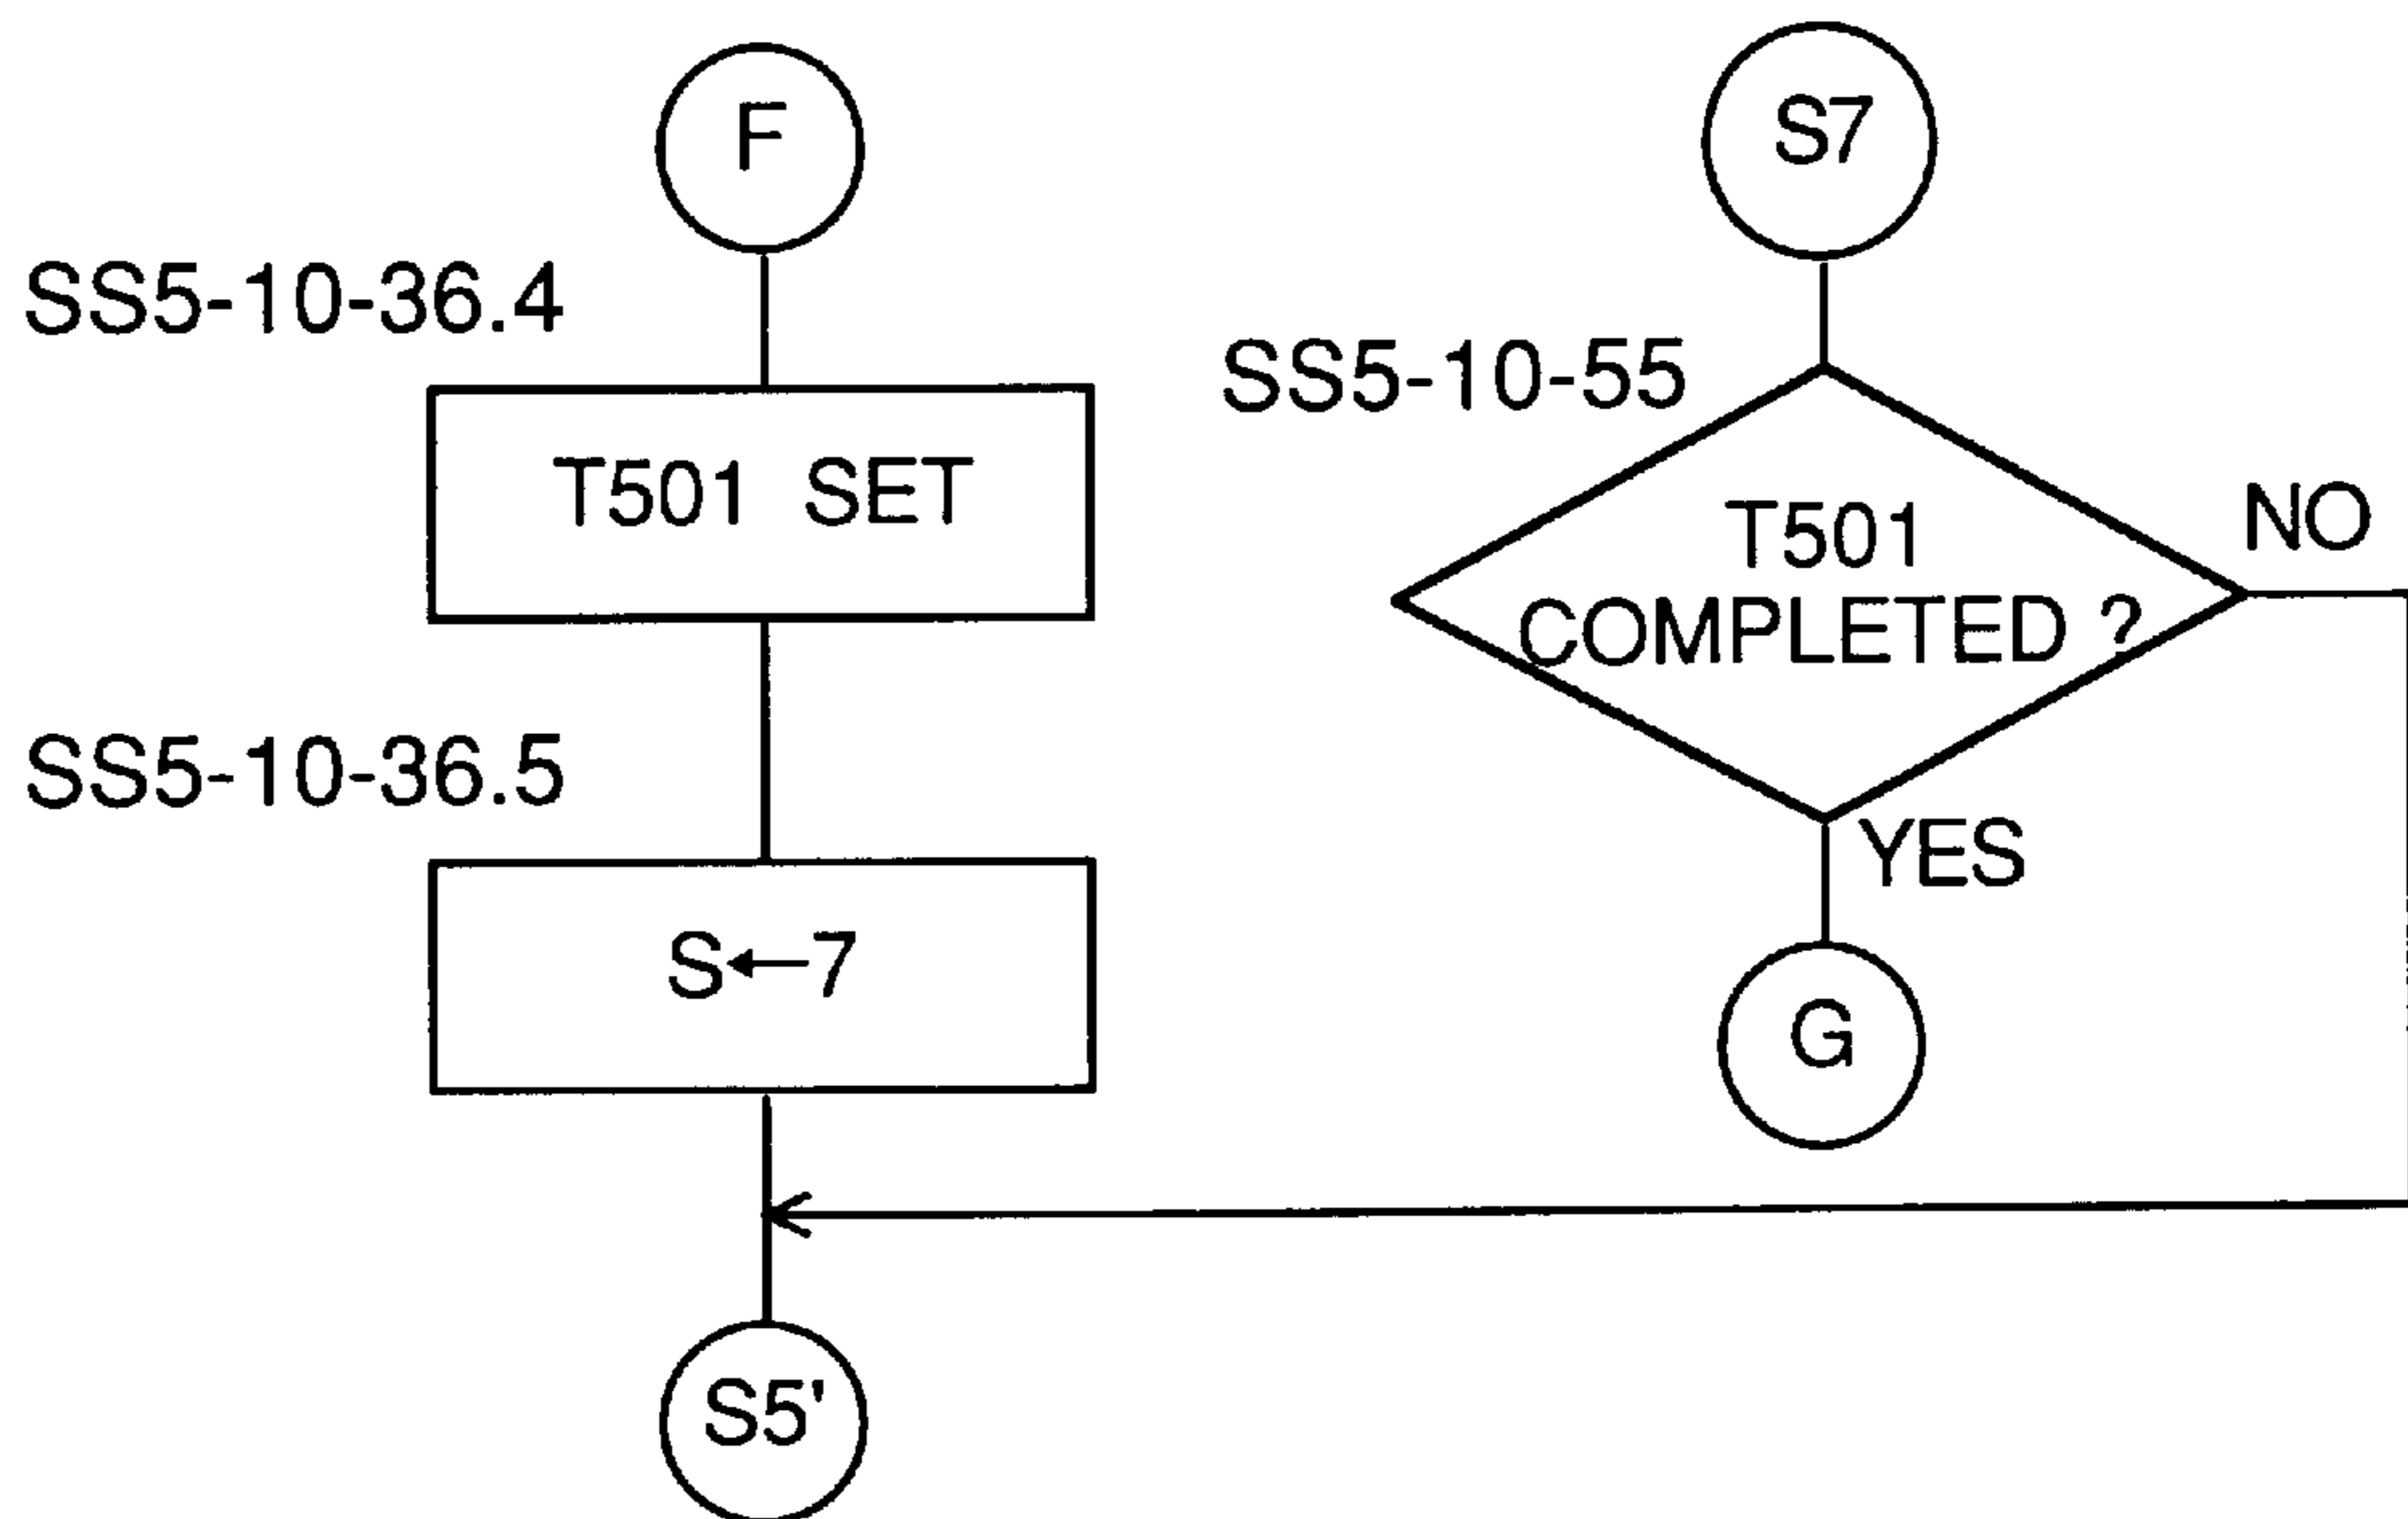 F
SS5-10-36.4
T501 SET
SS5-10-36.5
S←7
S5'
S7
SS5-10-55
T501
COMPLETED ?
NO
YES
G